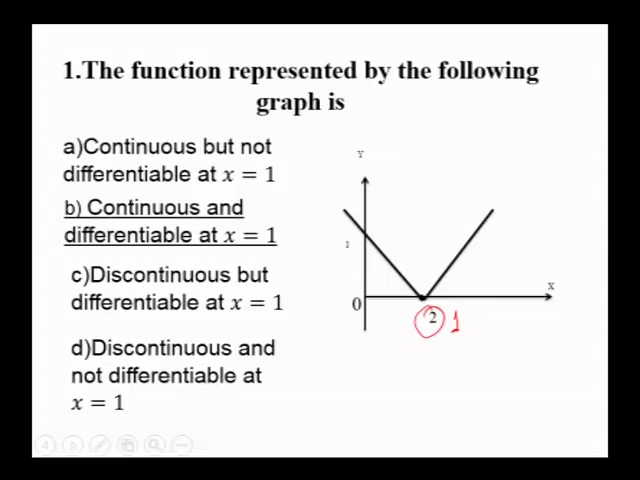 1.The function represented by the following
graph is
a)Continuous but not
differentiable at x = 1
b) Continuous and
differentiable at x = 1
c)Discontinuous but
differentiable at x = 1
d)Discontinuous and
not differentiable at
x = 1
Y
1
0
X
2 1